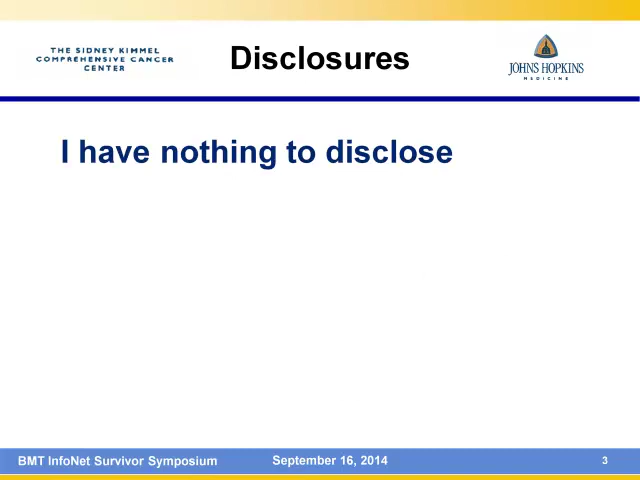 THE SIDNEY KIMMEL
COMPREHENSIVE CANCER
CENTER
Disclosures
JOHNS HOPKINS
MEDICINE
I have nothing to disclose
BMT InfoNet Survivor Symposium
September 16, 2014
3